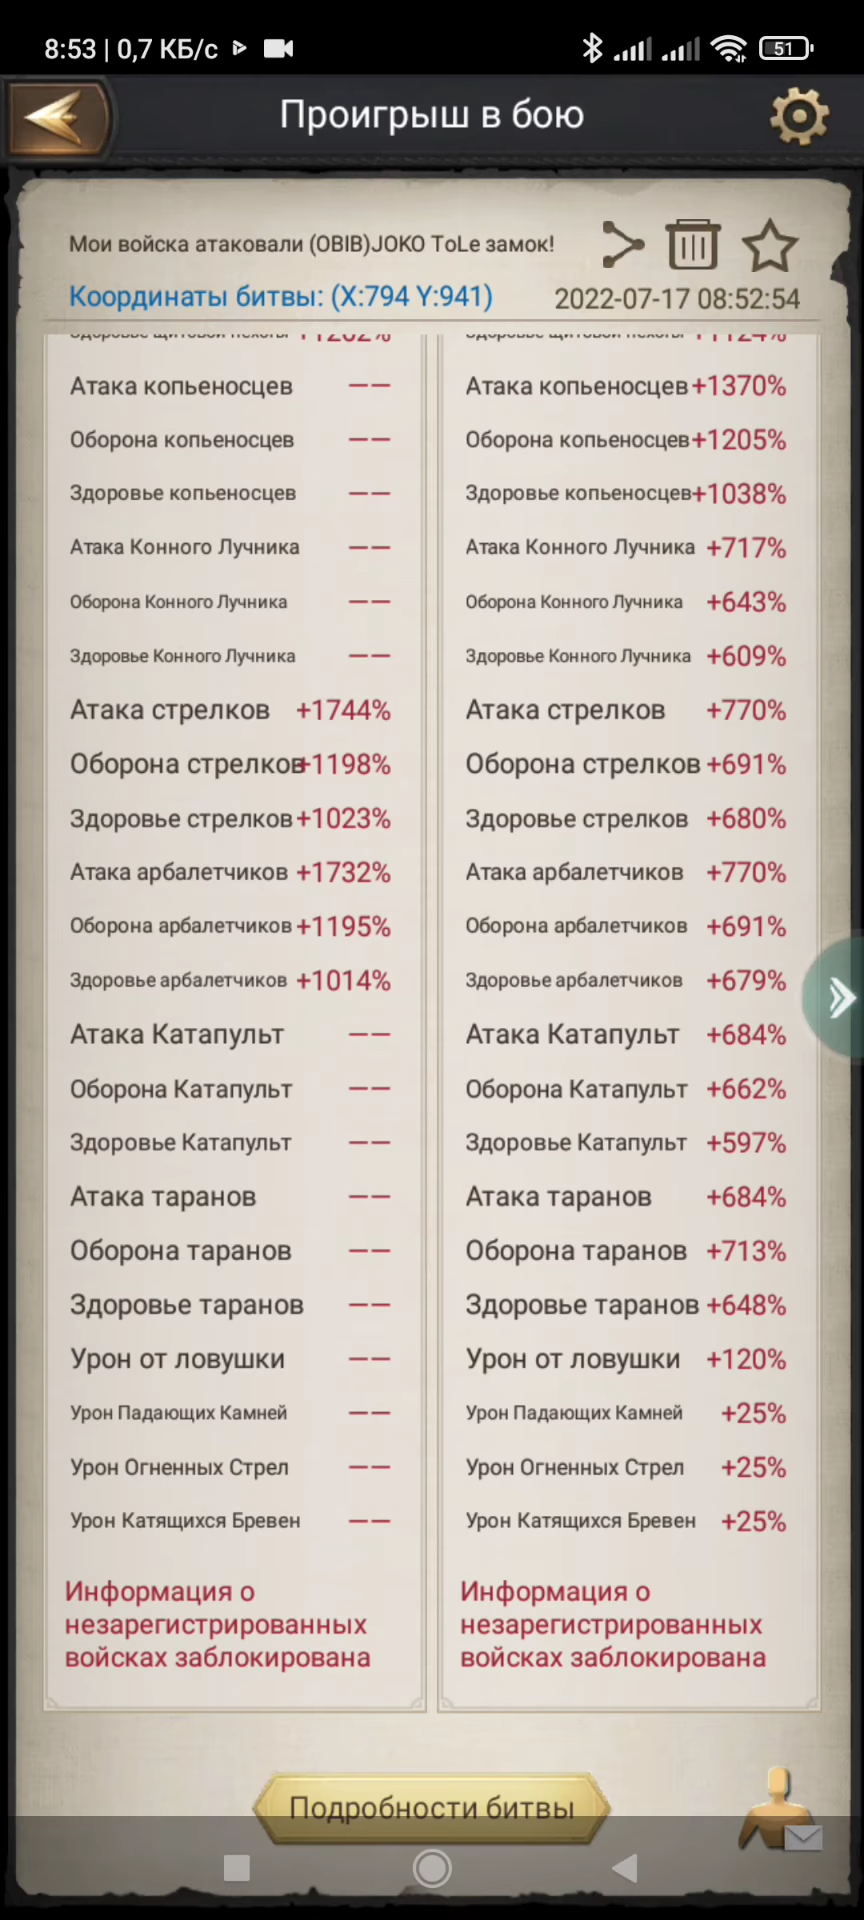 8:53 | 0,7 КБ/с
51
Проигрыш в бою
Мои войска атаковали (OBIB)JOKO ToLe замок!
Координаты битвы: (X:794 Y:941) 2022-07-17 08:52:54
Здоровье щитовой пехоты +1202% Здоровье щитовой пехоты +1124%
Атака копьеносцев –– Атака копьеносцев +1370%
Оборона копьеносцев –– Оборона копьеносцев +1205%
Здоровье копьеносцев –– Здоровье копьеносцев +1038%
Атака Конного Лучника –– Атака Конного Лучника +717%
Оборона Конного Лучника –– Оборона Конного Лучника +643%
Здоровье Конного Лучника –– Здоровье Конного Лучника +609%
Атака стрелков +1744% Атака стрелков +770%
Оборона стрелков +1198% Оборона стрелков +691%
Здоровье стрелков +1023% Здоровье стрелков +680%
Атака арбалетчиков +1732% Атака арбалетчиков +770%
Оборона арбалетчиков +1195% Оборона арбалетчиков +691%
Здоровье арбалетчиков +1014% Здоровье арбалетчиков +679%
Атака Катапульт –– Атака Катапульт +684%
Оборона Катапульт –– Оборона Катапульт +662%
Здоровье Катапульт –– Здоровье Катапульт +597%
Атака таранов –– Атака таранов +684%
Оборона таранов –– Оборона таранов +713%
Здоровье таранов –– Здоровье таранов +648%
Урон от ловушки –– Урон от ловушки +120%
Урон Падающих Камней –– Урон Падающих Камней +25%
Урон Огненных Стрел –– Урон Огненных Стрел +25%
Урон Катящихся Бревен –– Урон Катящихся Бревен +25%
Информация о
незарегистрированных
войсках заблокирована
Информация о
незарегистрированных
войсках заблокирована
Подробности битвы